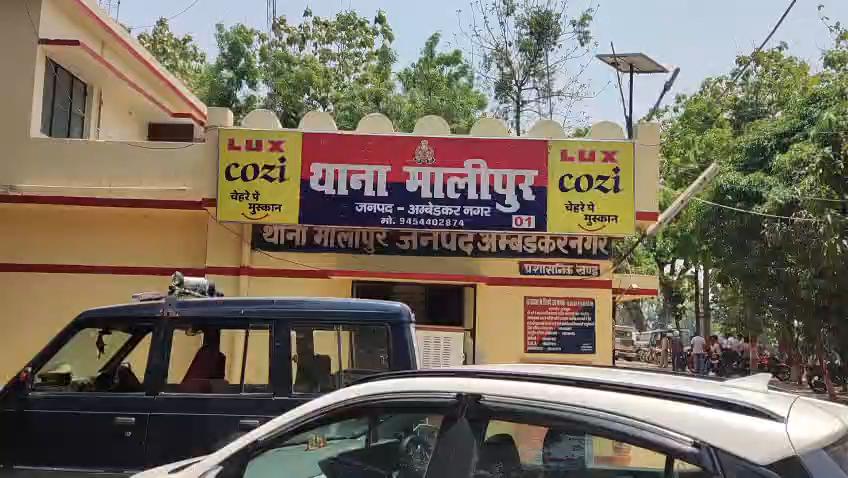 LUX
cozi
चेहरे पे
मुस्कान
थाना मालीपुर
जनपद - अम्बेडकर नगर
मो. 9454402874
01
LUX
cozi
चेहरे पे
मुस्कान
थाना मालीपुर जनपद अम्बेडकरनगर
प्रशासनिक खण्ड